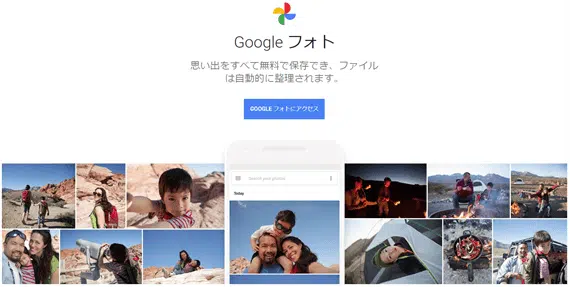 Google フォト
思い出をすべて無料で保存でき、ファイル
は自動的に整理されます。
GOOGLE フォトにアクセス
Search your photos
Today